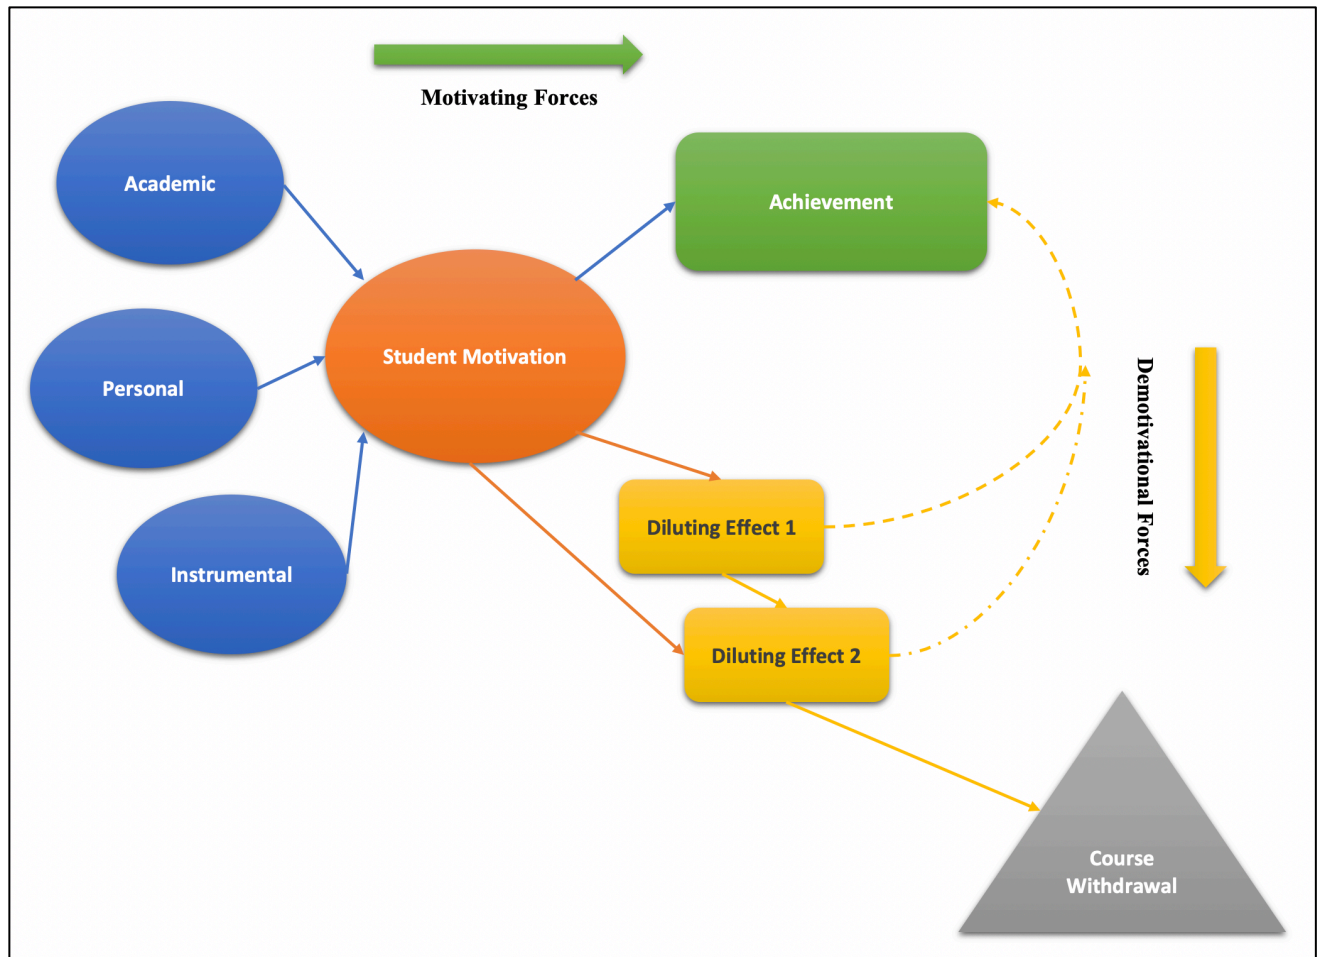 Motivating Forces
Academic
Achievement
Student Motivation
Personal
Demotivational Forces
Diluting Effect 1
Instrumental
Diluting Effect 2
Course
Withdrawal